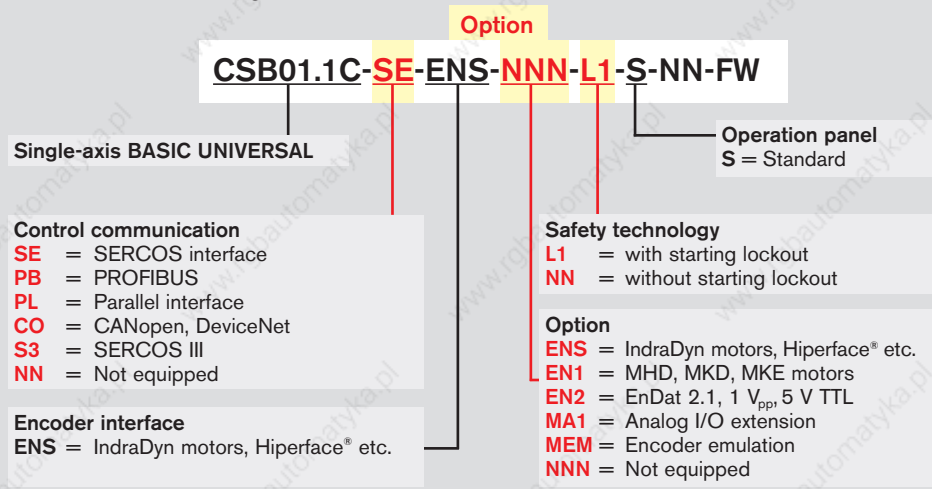 Option
CSB01.1C-SE-ENS-NNN-L1-S-NN-FW
Single-axis BASIC UNIVERSAL
Operation panel
S = Standard
Control communication
SE = SERCOS interface
PB = PROFIBUS
PL = Parallel interface
CO = CANopen, DeviceNet
S3 = SERCOS III
NN = Not equipped
Encoder interface
ENS = IndraDyn motors, Hiperface® etc.
Safety technology
L1 = with starting lockout
NN = without starting lockout
Option
ENS = IndraDyn motors, Hiperface® etc.
EN1 = MHD, MKD, MKE motors
EN2 = EnDat 2.1, 1 Vpp, 5 V TTL
MA1 = Analog I/O extension
MEM = Encoder emulation
NNN = Not equipped
www.rgbautomatyka.pl